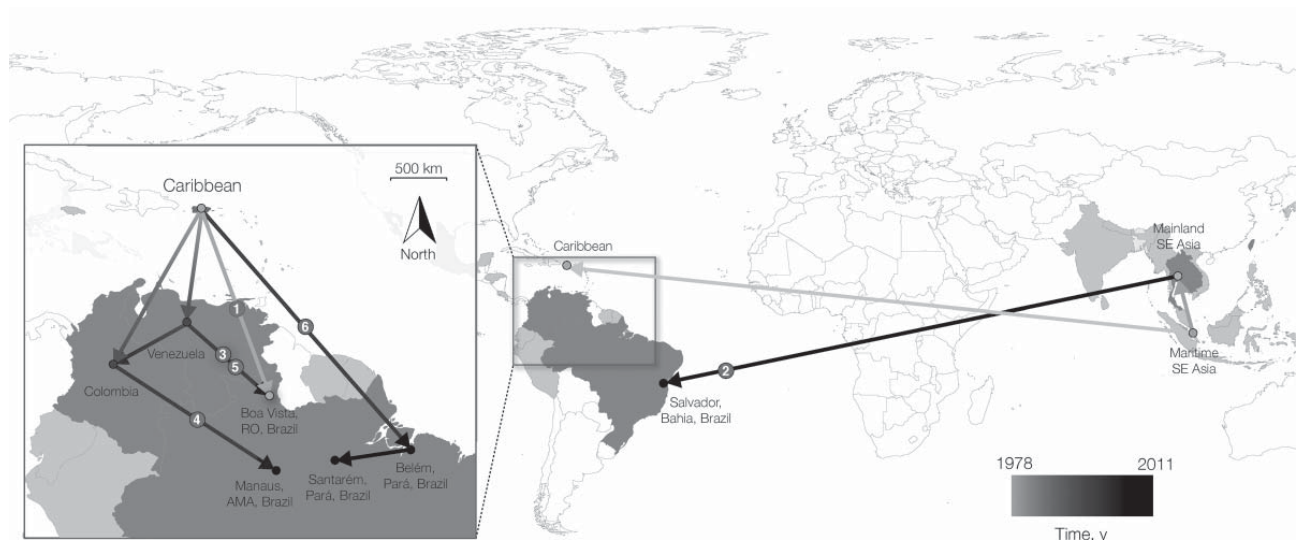 Caribbean
500 km
North
1
6
Venezuela
3
5
Colombia
4
Boa Vista,
RO, Brazil
Manaus,
AMA, Brazil
Santarém,
Pará, Brazil
Belém,
Pará, Brazil
Caribbean
Mainland
SE Asia
Maritime
SE Asia
2
Salvador,
Bahia, Brazil
1978
2011
Time, y